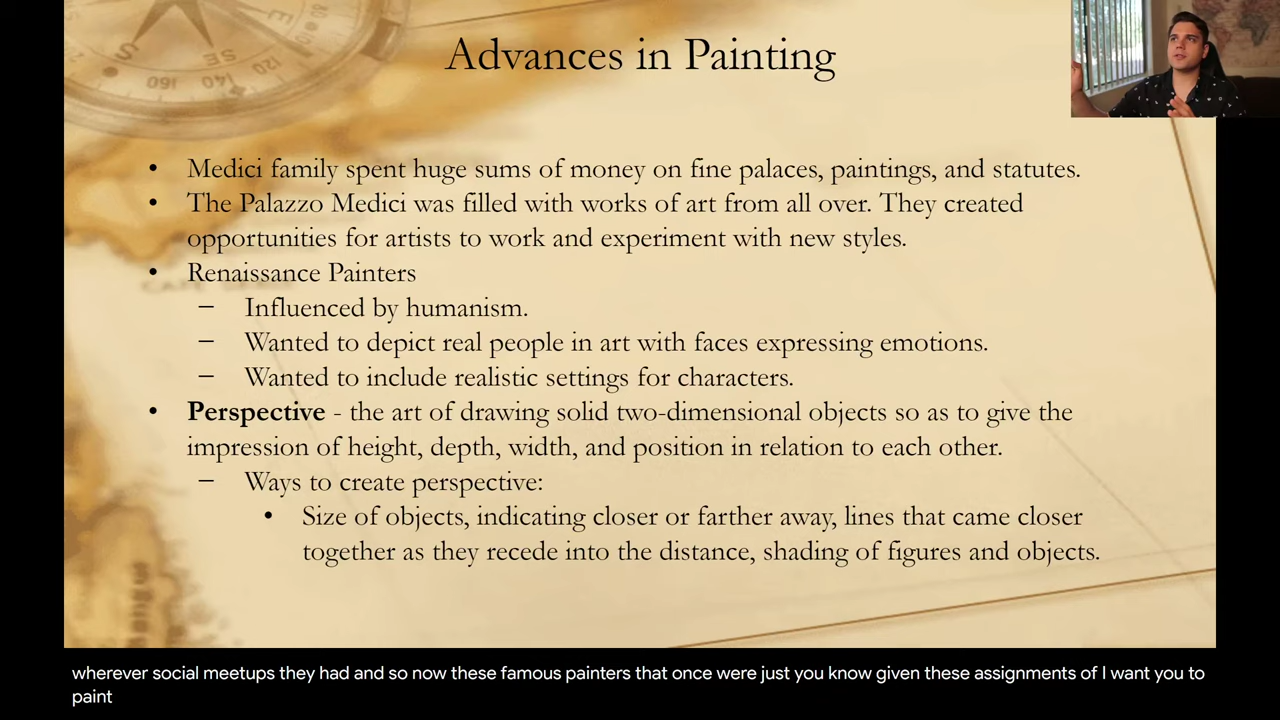 Advances in Painting
• Medici family spent huge sums of money on fine palaces, paintings, and statutes.
• The Palazzo Medici was filled with works of art from all over. They created
opportunities for artists to work and experiment with new styles.
• Renaissance Painters
– Influenced by humanism.
– Wanted to depict real people in art with faces expressing emotions.
– Wanted to include realistic settings for characters.
• Perspective - the art of drawing solid two-dimensional objects so as to give the
impression of height, depth, width, and position in relation to each other.
– Ways to create perspective:
• Size of objects, indicating closer or farther away, lines that came closer
together as they recede into the distance, shading of figures and objects.
wherever social meetups they had and so now these famous painters that once were just you know given these assignments of I want you to
paint
S
SE
160
140
120
80